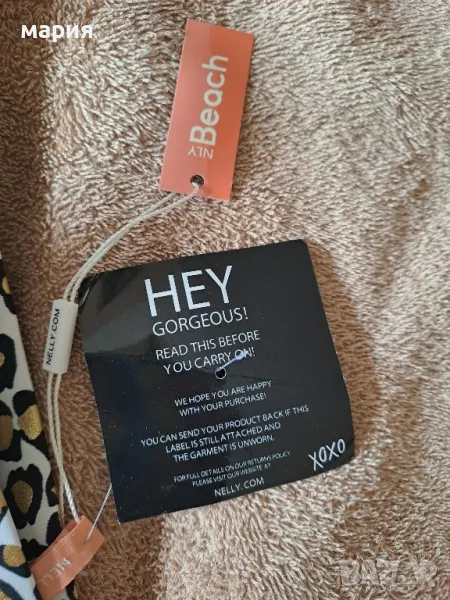 мария
NLY
Beach
NELLY.COM
HEY
GORGEOUS!
READ THIS BEFORE
YOU CARRY ON!
WE HOPE YOU ARE HAPPY
WITH YOUR PURCHASE!
YOU CAN SEND YOUR PRODUCT BACK IF THIS
LABEL IS STILL ATTACHED AND
THE GARMENT IS UNWORN.
FOR FULL DETAILS ON OUR RETURNS POLICY
PLEASE VISIT OUR WEBSITE AT
NELLY.COM
XOXO
bazar.bg